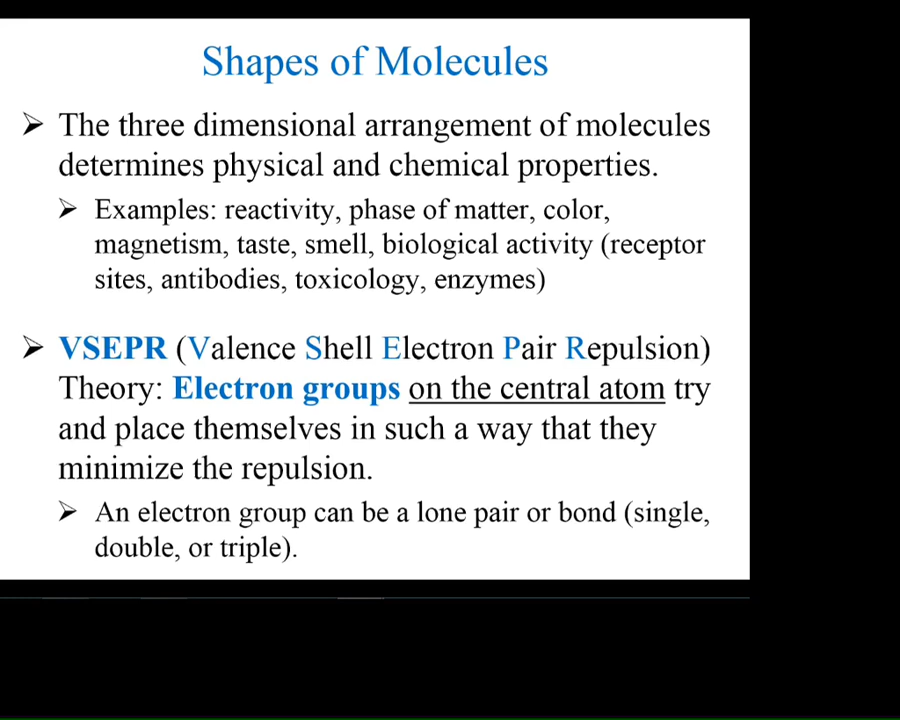 Shapes of Molecules
➢ The three dimensional arrangement of molecules
determines physical and chemical properties.
➢ Examples: reactivity, phase of matter, color,
magnetism, taste, smell, biological activity (receptor
sites, antibodies, toxicology, enzymes)
➢ VSEPR (Valence Shell Electron Pair Repulsion)
Theory: Electron groups on the central atom try
and place themselves in such a way that they
minimize the repulsion.
➢ An electron group can be a lone pair or bond (single,
double, or triple).